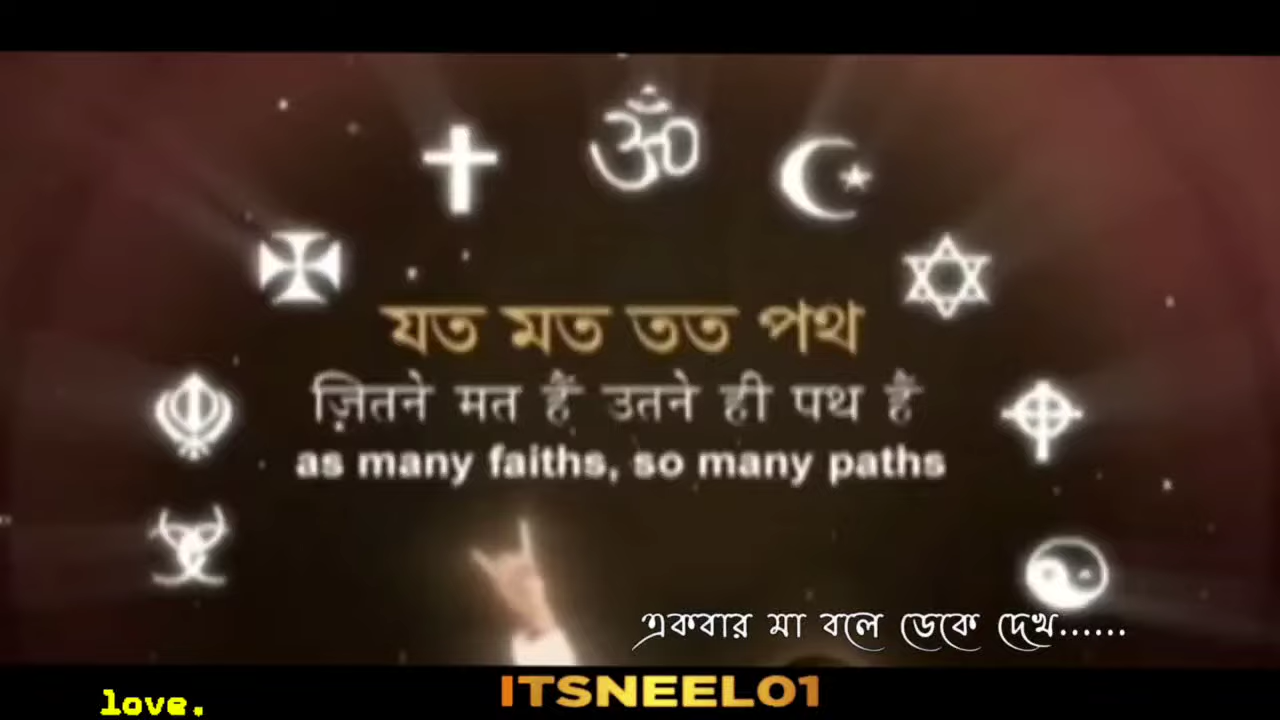 যত মত তত পথ
ज़ितने मत हैं उतने ही पथ हैं
as many faiths, so many paths
একবার মা বলে ডেকে দেখ......
ITSNEEL01
love.